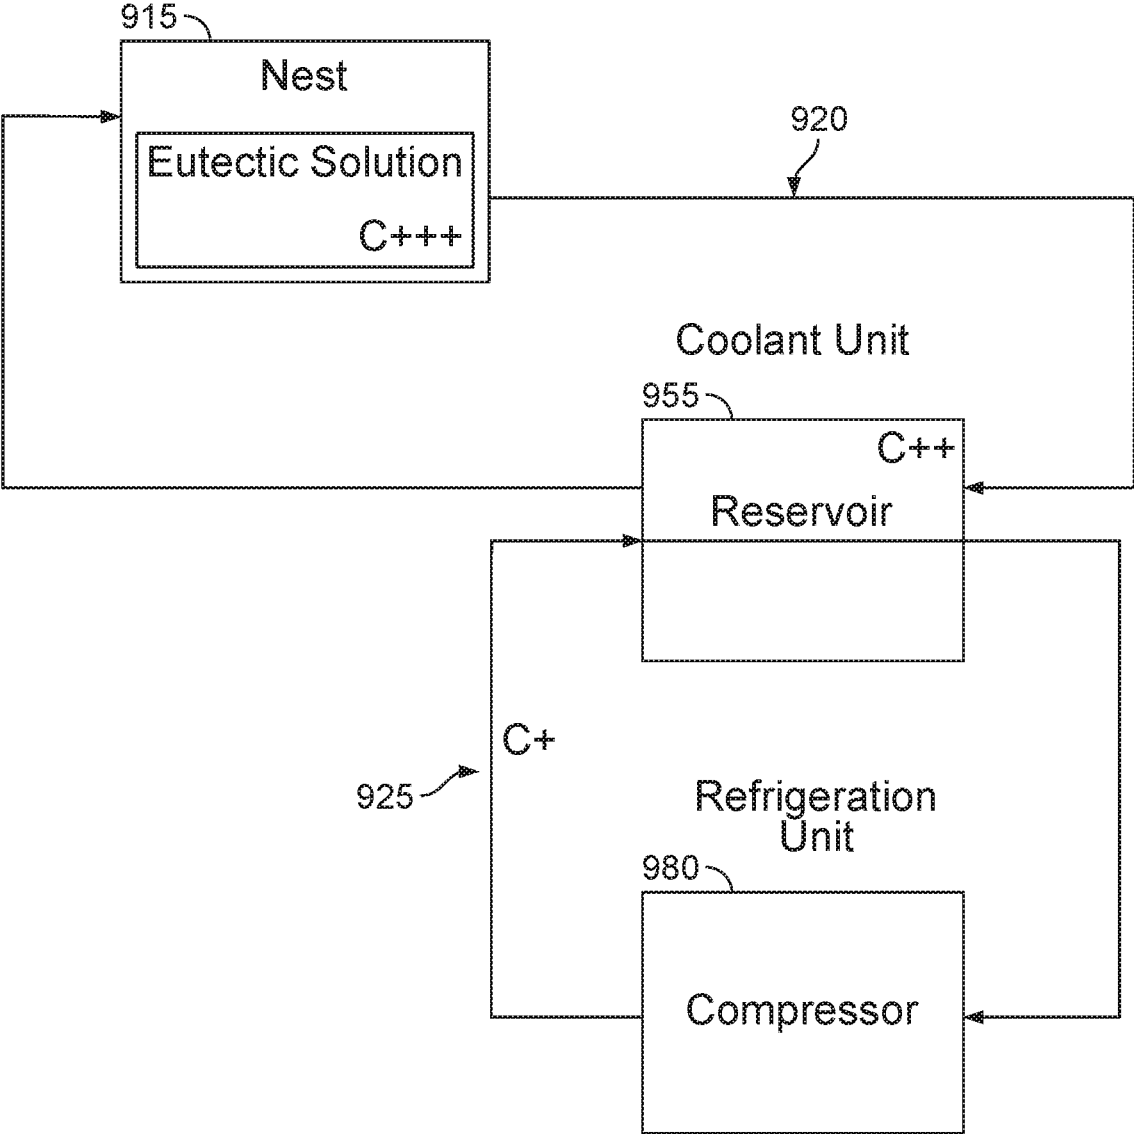 915
Nest
920
Eutectic Solution
C+++
Coolant Unit
955
C++
Reservoir
C+
925
Refrigeration
Unit
980
Compressor